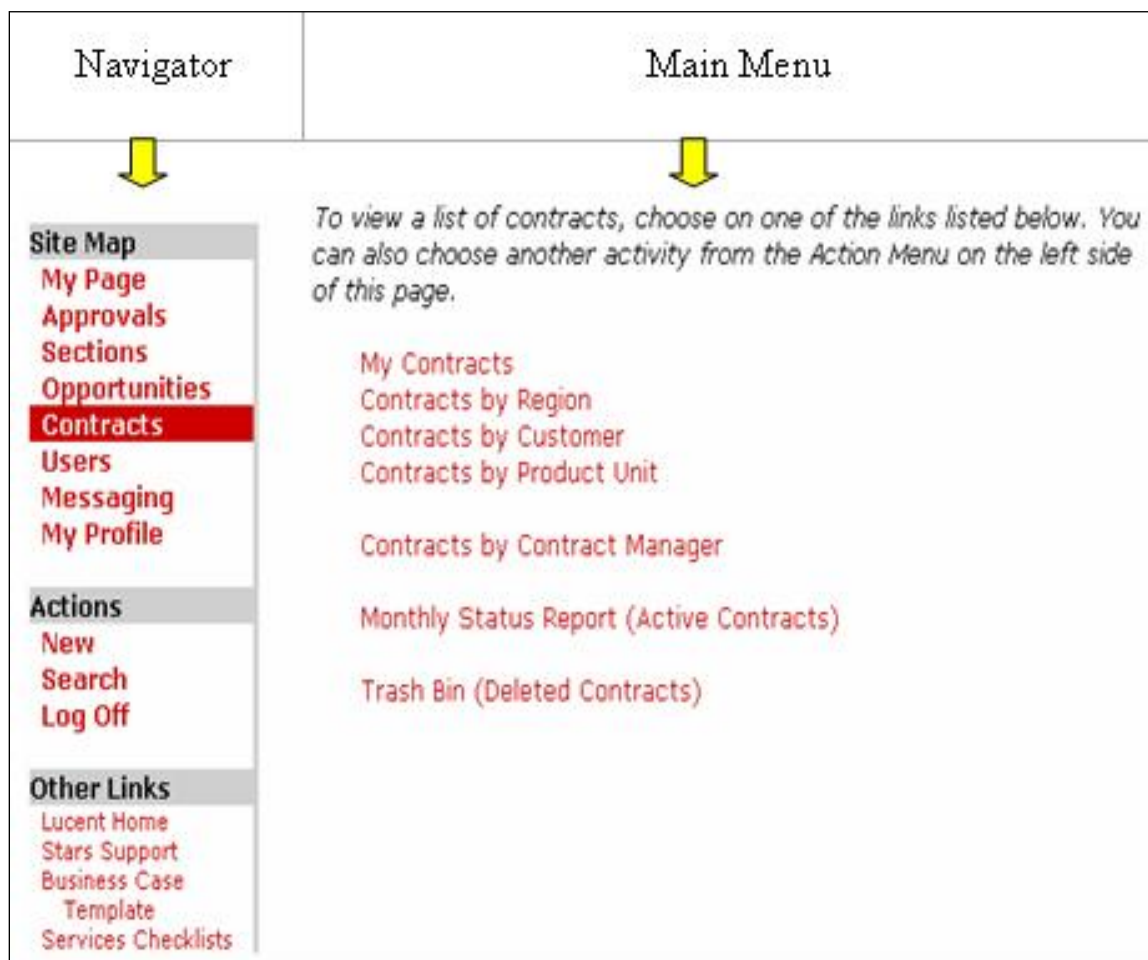 Navigator
Main Menu
Site Map
My Page
Approvals
Sections
Opportunities
Contracts
Users
Messaging
My Profile
Actions
New
Search
Log Off
Other Links
Lucent Home
Stars Support
Business Case
Template
Services Checklists
To view a list of contracts, choose on one of the links listed below. You
can also choose another activity from the Action Menu on the left side
of this page.
My Contracts
Contracts by Region
Contracts by Customer
Contracts by Product Unit
Contracts by Contract Manager
Monthly Status Report (Active Contracts)
Trash Bin (Deleted Contracts)